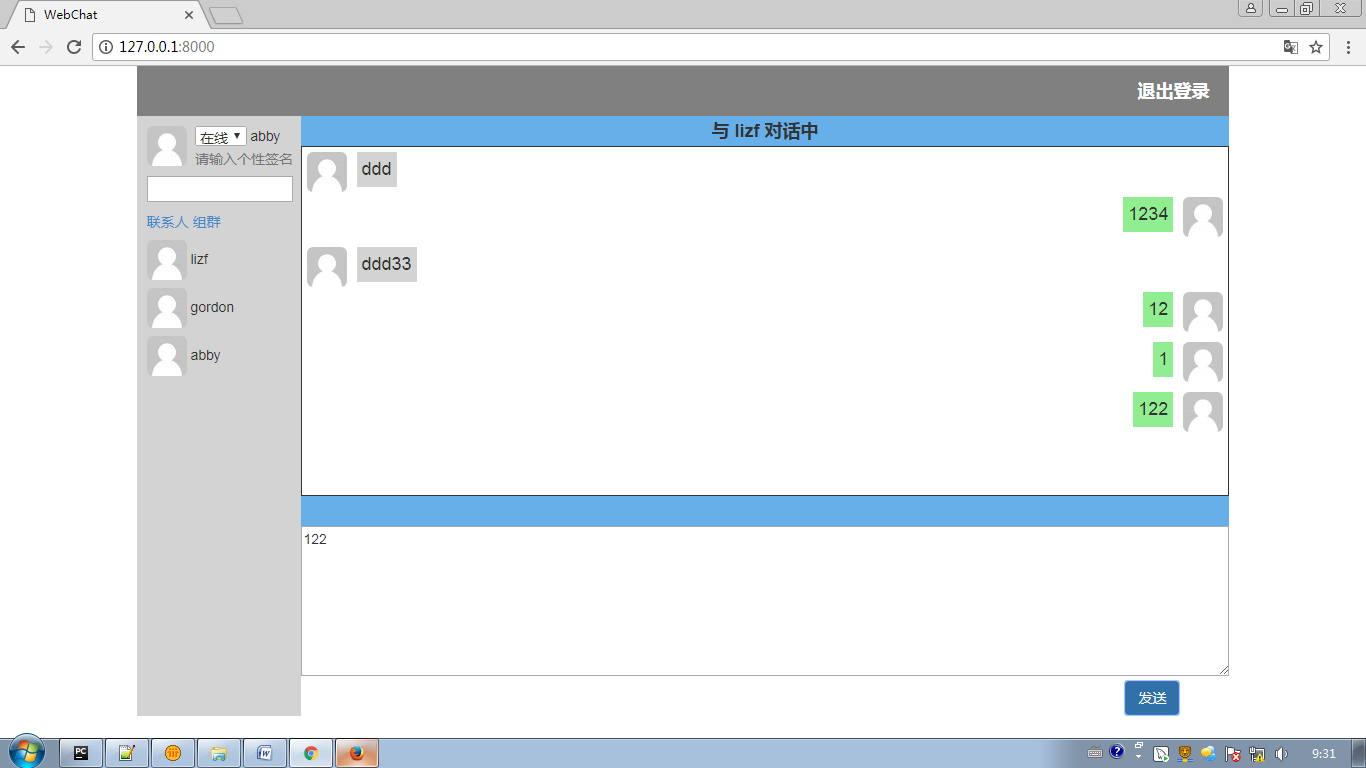 WebChat
127.0.0.1:8000
退出登录
在线 abby
请输入个性签名
联系人 组群
lizf
gordon
abby
与 lizf 对话中
ddd
1234
ddd33
12
1
122
122
发送
PC
9:31